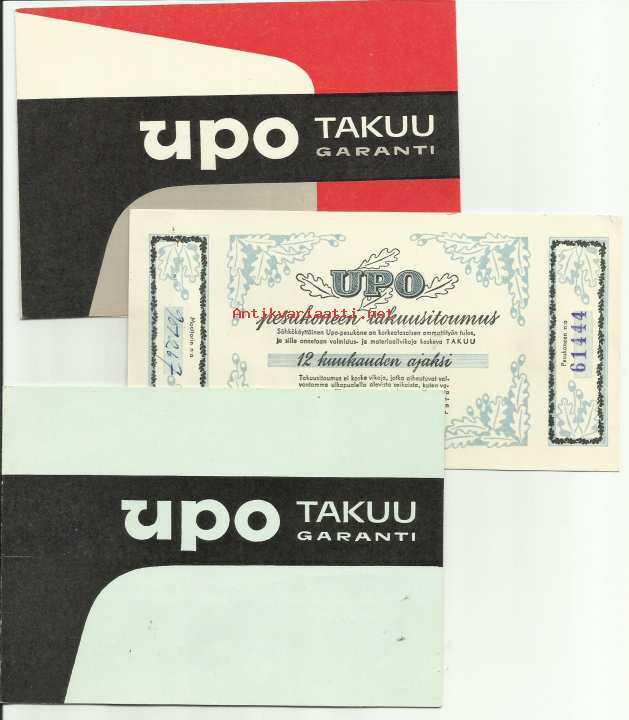 upo TAKUU
GARANTI
UPO
Antikvariaatti.net
pesukoneen takuusitoumus
Sähkökäyttöinen Upo-pesukone on korkeatasoisen ammattityön tulos,
ja sille annetaan valmistus- ja materiaalivikoja koskeva TAKUU
12 kuukauden ajaksi
Takuusitoumus ei koske vikoja, jotka aiheutuvat val-
vontamme ulkopuolella olevista seikoista, kuten
Moottorin n:o
27267
Pesukoneen n:o
61444
upo TAKUU
GARANTI